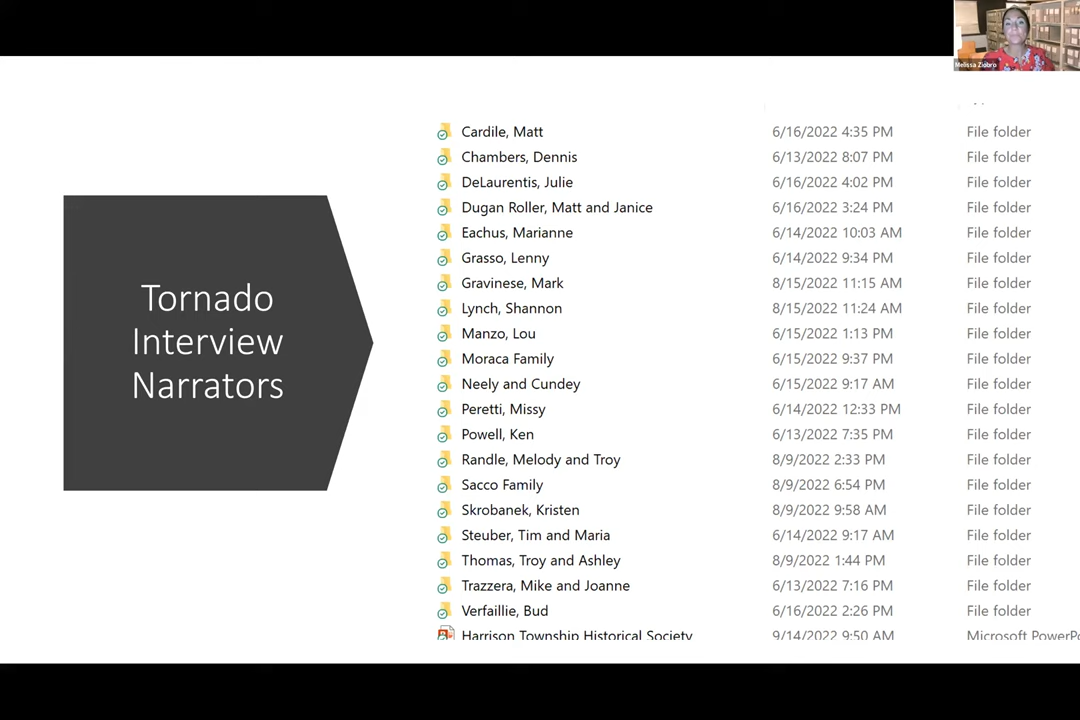 Melissa Ziobro
Tornado
Interview
Narrators
Cardile, Matt 6/16/2022 4:35 PM File folder
Chambers, Dennis 6/13/2022 8:07 PM File folder
DeLaurentis, Julie 6/16/2022 4:02 PM File folder
Dugan Roller, Matt and Janice 6/16/2022 3:24 PM File folder
Eachus, Marianne 6/14/2022 10:03 AM File folder
Grasso, Lenny 6/14/2022 9:34 PM File folder
Gravinese, Mark 8/15/2022 11:15 AM File folder
Lynch, Shannon 8/15/2022 11:24 AM File folder
Manzo, Lou 6/15/2022 1:13 PM File folder
Moraca Family 6/15/2022 9:37 PM File folder
Neely and Cundey 6/15/2022 9:17 AM File folder
Peretti, Missy 6/14/2022 12:33 PM File folder
Powell, Ken 6/13/2022 7:35 PM File folder
Randle, Melody and Troy 8/9/2022 2:33 PM File folder
Sacco Family 8/9/2022 6:54 PM File folder
Skrobanek, Kristen 8/9/2022 9:58 AM File folder
Steuber, Tim and Maria 6/14/2022 9:17 AM File folder
Thomas, Troy and Ashley 8/9/2022 1:44 PM File folder
Trazzera, Mike and Joanne 6/13/2022 7:16 PM File folder
Verfaillie, Bud 6/16/2022 2:26 PM File folder
Harrison Township Historical Society 9/14/2022 9:50 AM Microsoft PowerPo